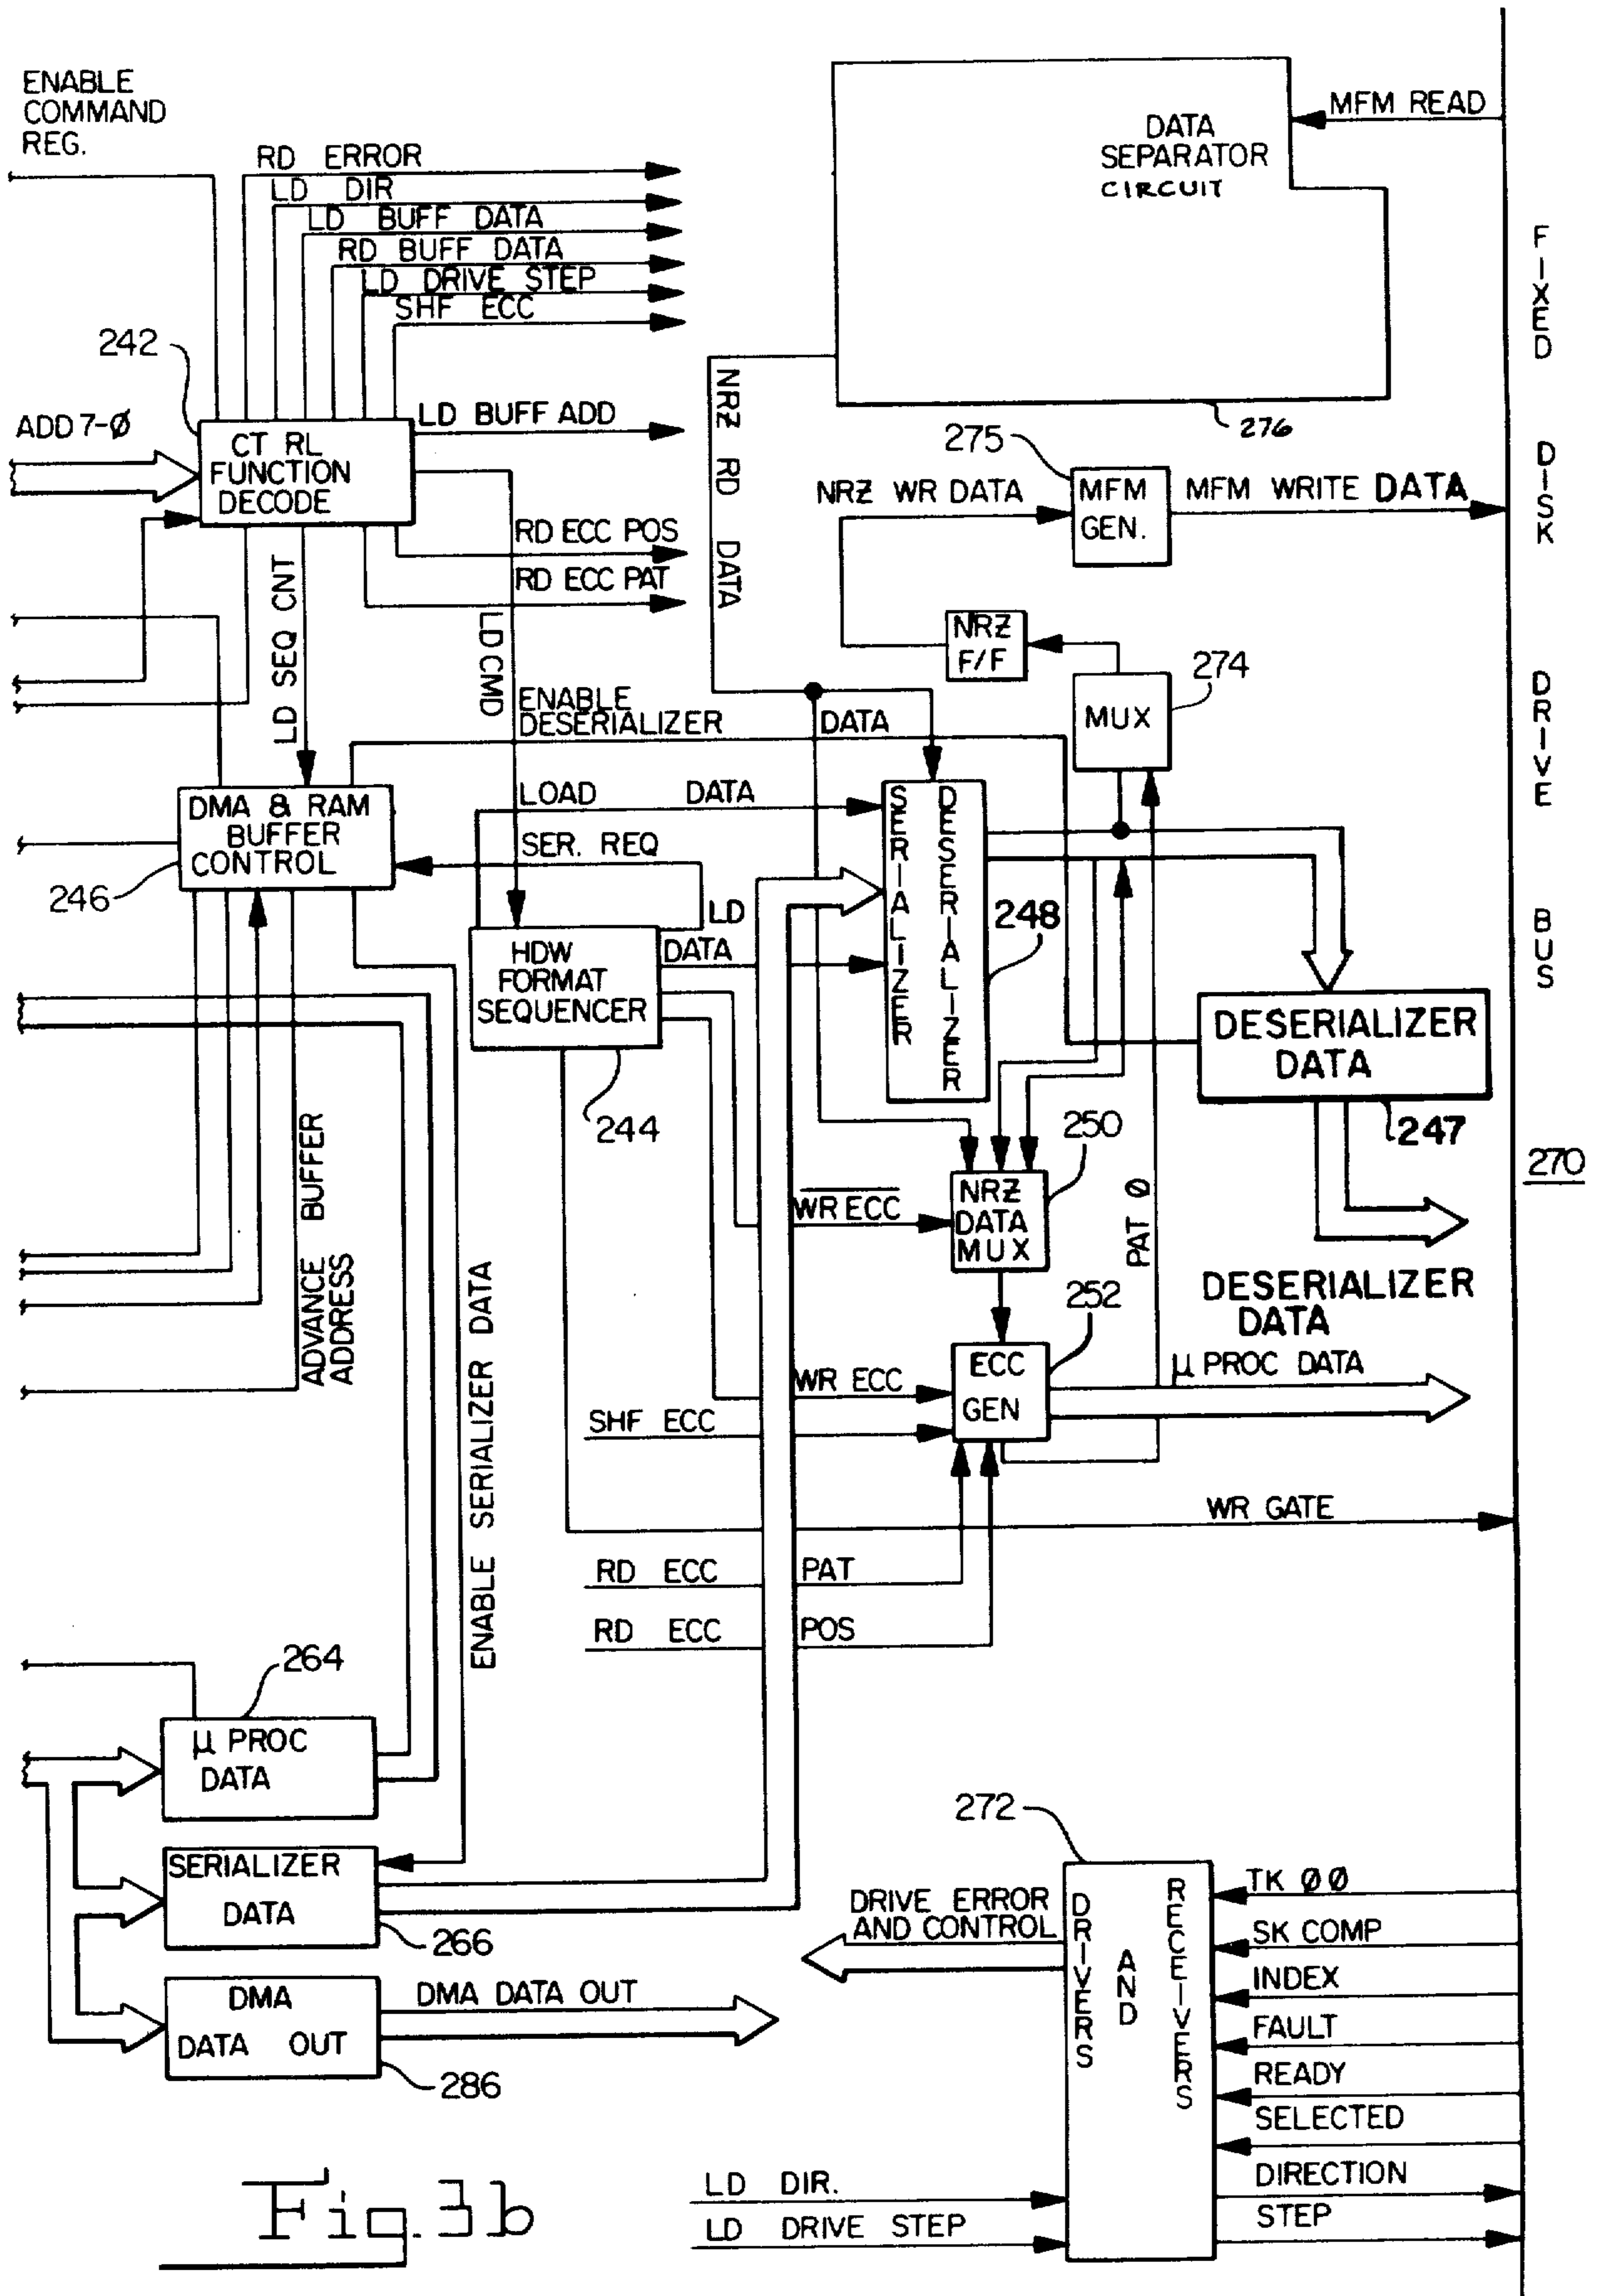 ENABLE
COMMAND
REG.
RD ERROR
LD DIR
LD BUFF DATA
RD BUFF DATA
LD DRIVE STEP
SHF ECC
242
ADD 7-Ø
CT RL
FUNCTION
DECODE
LD BUFF ADD
RD ECC POS
RD ECC PAT
LD SEQ CNT
LD CMD
NRZ RD DATA
DATA
SEPARATOR
CIRCUIT
276
MFM READ
275
NRZ WR DATA
MFM
GEN.
MFM WRITE DATA
NRZ
F/F
274
MUX
FIXED DISK DRIVE BUS
270
ENABLE
DESERIALIZER DATA
DMA & RAM
BUFFER
CONTROL
246
LOAD DATA
SER. REQ
LD
DATA
HDW
FORMAT
SEQUENCER
244
SERIALIZER
DESERIALIZER
248
DESERIALIZER
DATA
247
250
NRZ
DATA
MUX
WR ECC
PAT Ø
252
ECC
GEN
WR ECC
SHF ECC
DESERIALIZER
DATA
µ PROC DATA
ADVANCE BUFFER
ADDRESS
ENABLE SERIALIZER DATA
WR GATE
RD ECC PAT
RD ECC POS
264
µ PROC
DATA
SERIALIZER
DATA
266
DMA
DATA OUT
286
DMA DATA OUT
272
DRIVE ERROR
AND CONTROL
DRIVERS
AND
RECEIVERS
TK ØØ
SK COMP
INDEX
FAULT
READY
SELECTED
DIRECTION
STEP
LD DIR.
LD DRIVE STEP
Fig. 3b